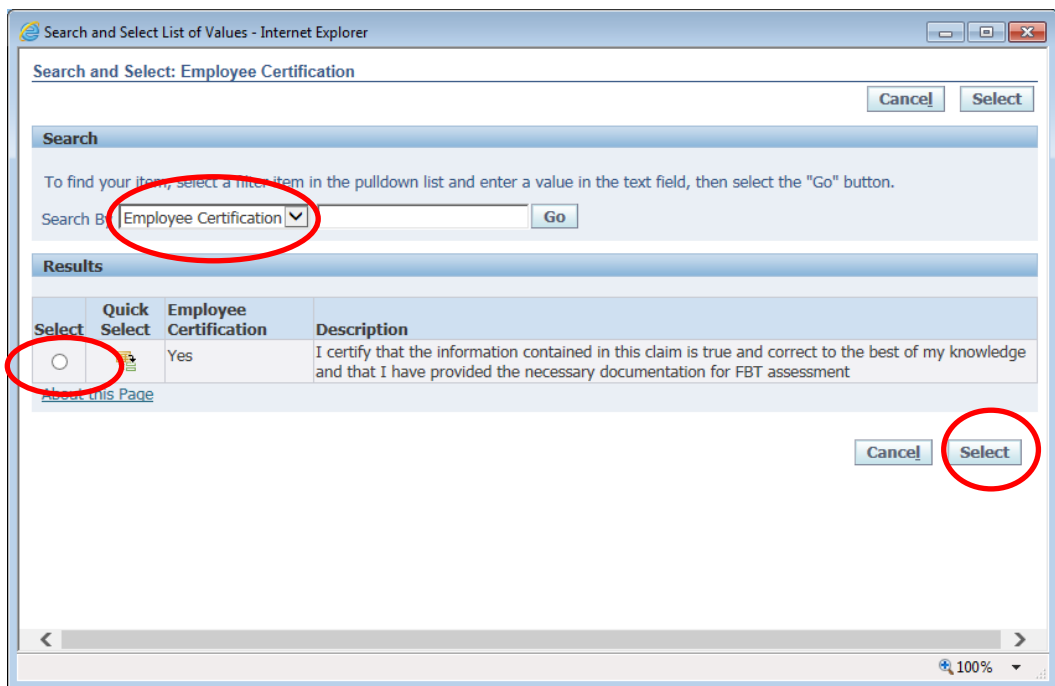 Search and Select List of Values - Internet Explorer
Search and Select: Employee Certification
Cancel Select
Search
To find your item, select a filter item in the pulldown list and enter a value in the text field, then select the "Go" button.
Search By Employee Certification Go
Results
Select Quick Select Employee Certification Description
Yes I certify that the information contained in this claim is true and correct to the best of my knowledge
and that I have provided the necessary documentation for FBT assessment
About this Page
Cancel Select
100%